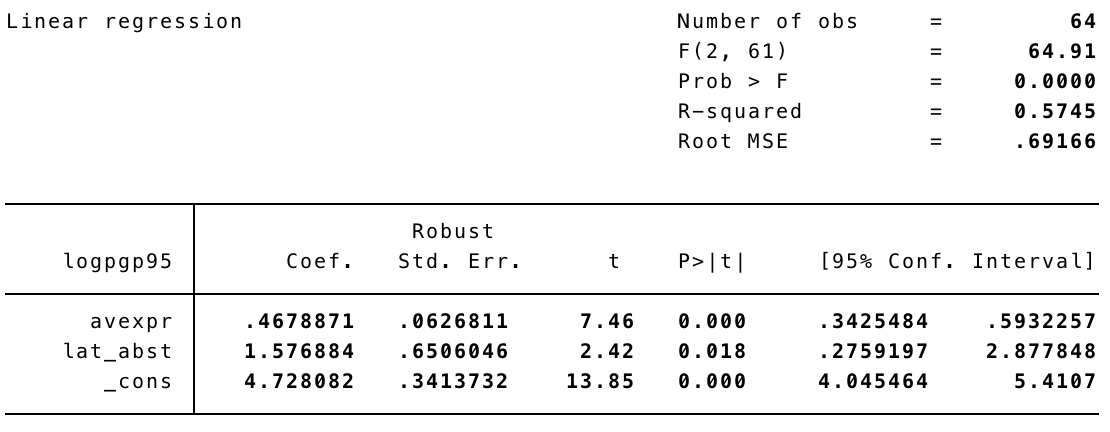 Linear regression Number of obs = 64
F(2, 61) = 64.91
Prob > F = 0.0000
R-squared = 0.5745
Root MSE = .69166
Robust
logpgp95 Coef. Std. Err. t P>|t| [95% Conf. Interval]
avexpr .4678871 .0626811 7.46 0.000 .3425484 .5932257
lat_abst 1.576884 .6506046 2.42 0.018 .2759197 2.877848
_cons 4.728082 .3413732 13.85 0.000 4.045464 5.4107